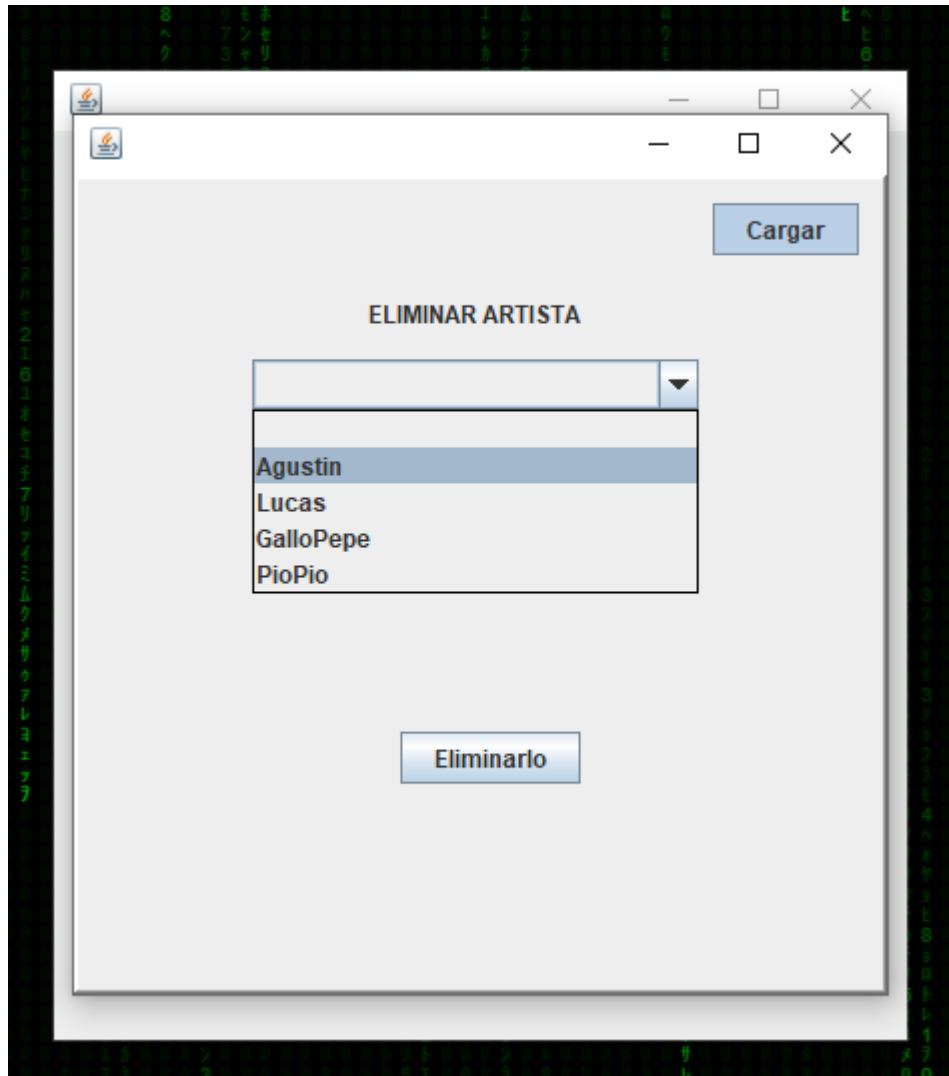 Cargar
ELIMINAR ARTISTA
Agustin
Lucas
GalloPepe
PioPio
Eliminarlo